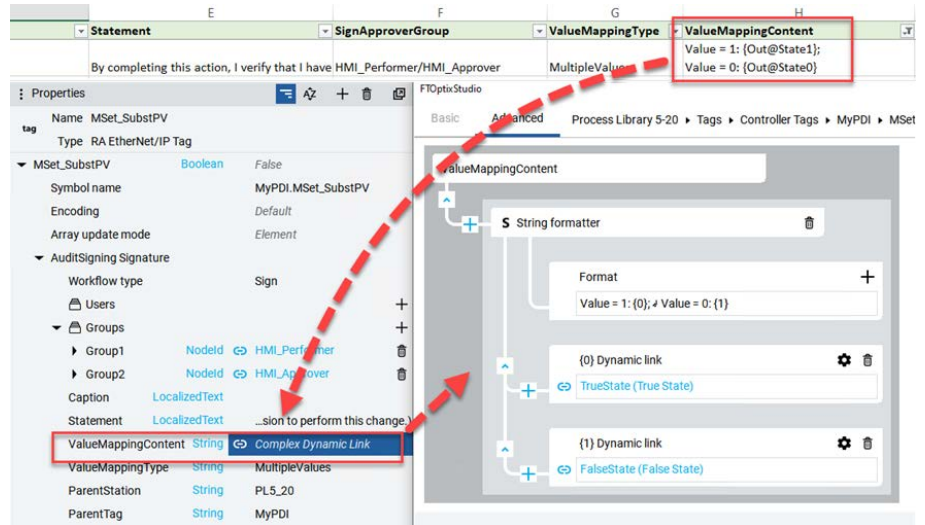 E F G H
Statement SignApproverGroup ValueMappingType ValueMappingContent
Value = 1: {Out@State1};
By completing this action, I verify that I have HMI_Performer/HMI_Approver Value = 0: {Out@State0}
Properties
Name MSet_SubstPV
tag
Type RA EtherNet/IP Tag
MSet_SubstPV Boolean False
Symbol name MyPDI.MSet_SubstPV
Encoding Default
Array update mode Element
AuditSigning Signature
Workflow type Sign
Users
Groups
Group1 NodeId HMI_Performer
Group2 NodeId HMI_Approver
Caption LocalizedText
Statement LocalizedText ...sion to perform this change.)
ValueMappingContent String Complex Dynamic Link
ValueMappingType String MultipleValues
ParentStation String PL5_20
ParentTag String MyPDI
FTOptixStudio
Basic Advanced Process Library 5-20 ▸ Tags ▸ Controller Tags ▸ MyPDI ▸ MSet
ValueMappingContent
S String formatter
Format
Value = 1: {0}; ↲ Value = 0: {1}
{0} Dynamic link
TrueState (True State)
{1} Dynamic link
FalseState (False State)